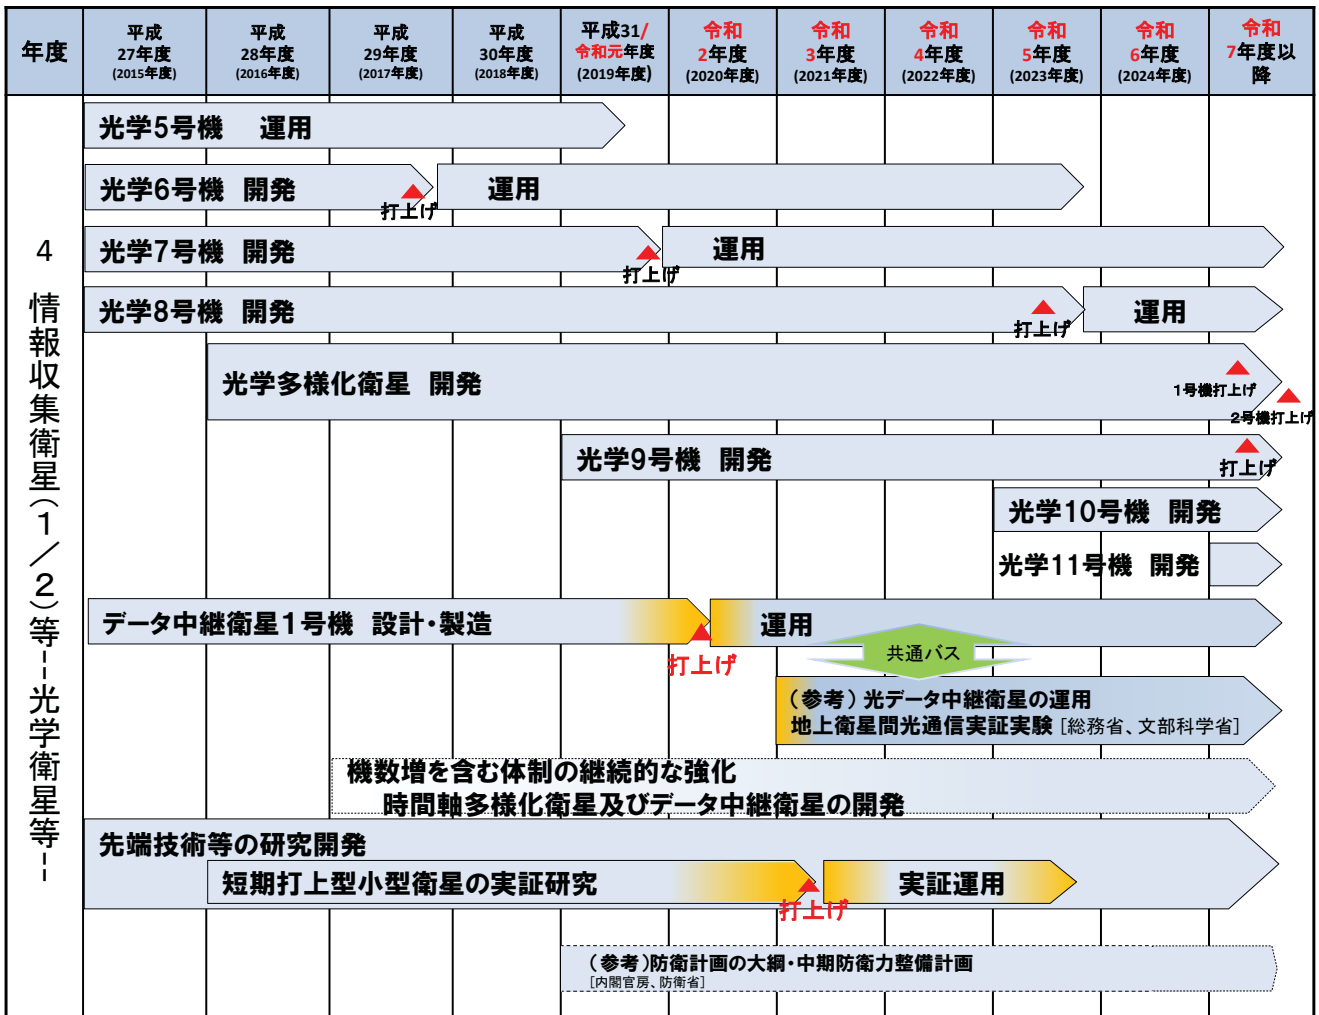 年度
平成
27年度
(2015年度)
平成
28年度
(2016年度)
平成
29年度
(2017年度)
平成
30年度
(2018年度)
平成31/
令和元年度
(2019年度)
令和
2年度
(2020年度)
令和
3年度
(2021年度)
令和
4年度
(2022年度)
令和
5年度
(2023年度)
令和
6年度
(2024年度)
令和
7年度以
降
4 情報収集衛星(1/2)等--光学衛星等--
光学5号機 運用
光学6号機 開発
打上げ
運用
光学7号機 開発
打上げ
運用
光学8号機 開発
打上げ
運用
光学多様化衛星 開発
1号機打上げ
2号機打上げ
光学9号機 開発
打上げ
光学10号機 開発
光学11号機 開発
データ中継衛星1号機 設計・製造
打上げ
運用
共通バス
(参考)光データ中継衛星の運用
地上衛星間光通信実証実験 [総務省、文部科学省]
機数増を含む体制の継続的な強化
時間軸多様化衛星及びデータ中継衛星の開発
先端技術等の研究開発
短期打上型小型衛星の実証研究
打上げ
実証運用
(参考)防衛計画の大綱・中期防衛力整備計画
[内閣官房、防衛省]